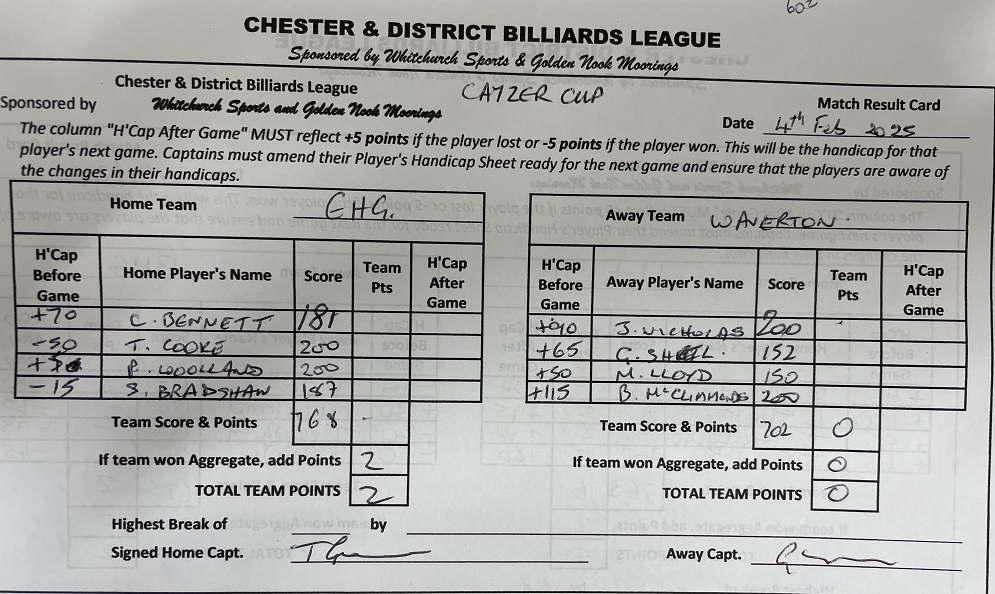 602
CHESTER & DISTRICT BILLIARDS LEAGUE
Sponsored by Whitchurch Sports & Golden Nook Moorings
Chester & District Billiards League
CAYZER CUP
Match Result Card
Sponsored by Whitchurch Sports and Golden Nook Moorings
Date 4th Feb 2025
The column "H'Cap After Game" MUST reflect +5 points if the player lost or -5 points if the player won. This will be the handicap for that
player's next game. Captains must amend their Player's Handicap Sheet ready for the next game and ensure that the players are aware of
the changes in their handicaps.
Home Team EHG.
H'Cap Before Game Home Player's Name Score Team Pts H'Cap After Game
+70 C. BENNETT 181
-50 T. COOKE 200
P. WOOLLAND 200
-15 S. BRADSHAW 187
Team Score & Points 768
If team won Aggregate, add Points 2
TOTAL TEAM POINTS 2
Away Team WAVERTON
H'Cap Before Game Away Player's Name Score Team Pts H'Cap After Game
J. NICHOLAS 200
+65 G. SHEIL 152
+50 M. LLOYD 150
+115 B. McCLIAMONDS 200
Team Score & Points 702 0
If team won Aggregate, add Points 0
TOTAL TEAM POINTS 0
Highest Break of by
Signed Home Capt.
Away Capt.